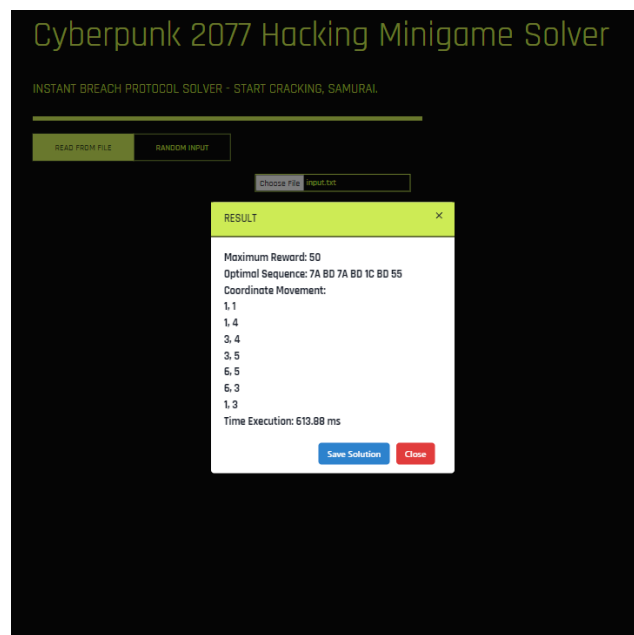 Cyberpunk 2077 Hacking Minigame Solver
INSTANT BREACH PROTOCOL SOLVER - START CRACKING, SAMURAI.
READ FROM FILE
RANDOM INPUT
Choose File input.txt
RESULT ×
Maximum Reward: 50
Optimal Sequence: 7A BD 7A BD 1C BD 55
Coordinate Movement:
1, 1
1, 4
3, 4
3, 5
6, 5
6, 3
1, 3
Time Execution: 613.88 ms
Save Solution
Close